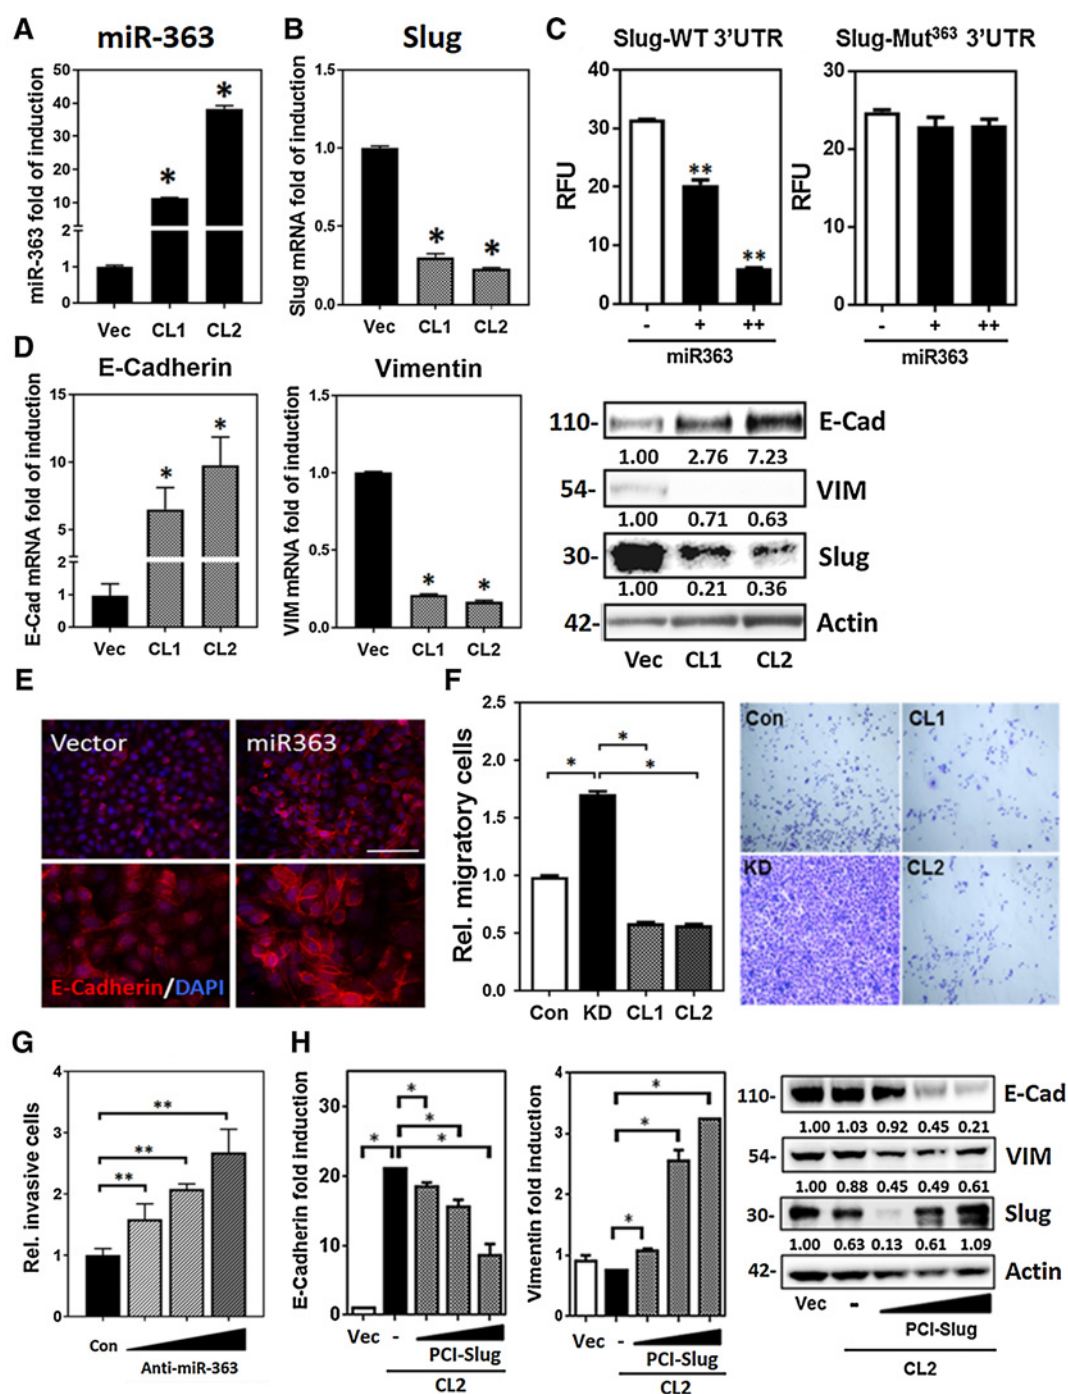 A
miR-363
miR-363 fold of induction
50
40
30
20
10
2
1
0
*
*
Vec CL1 CL2
B
Slug
Slug mRNA fold of induction
1.5
1.0
0.5
0.0
*
*
Vec CL1 CL2
C
Slug-WT 3’UTR
RFU
40
30
20
10
0
**
**
- + ++
miR363
Slug-Mut363 3’UTR
RFU
30
20
10
0
- + ++
miR363
D
E-Cadherin
E-Cad mRNA fold of induction
15
10
5
2
1
0
*
*
Vec CL1 CL2
Vimentin
VIM mRNA fold of induction
1.5
1.0
0.5
0.0
*
*
Vec CL1 CL2
110- E-Cad
1.00 2.76 7.23
54- VIM
1.00 0.71 0.63
30- Slug
1.00 0.21 0.36
42- Actin
Vec CL1 CL2
E
Vector
miR363
E-Cadherin/DAPI
F
Rel. migratory cells
2.5
2.0
1.5
1.0
0.5
0.0
*
*
*
Con KD CL1 CL2
Con
CL1
KD
CL2
G
Rel. invasive cells
4
3
2
1
0
**
**
**
Con
Anti-miR-363
H
E-Cadherin fold induction
30
20
10
0
*
*
*
*
Vec -
PCI-Slug
CL2
Vimentin fold induction
4
3
2
1
0
*
*
*
Vec -
PCI-Slug
CL2
110- E-Cad
1.00 1.03 0.92 0.45 0.21
54- VIM
1.00 0.88 0.45 0.49 0.61
30- Slug
1.00 0.63 0.13 0.61 1.09
42- Actin
Vec --
PCI-Slug
CL2